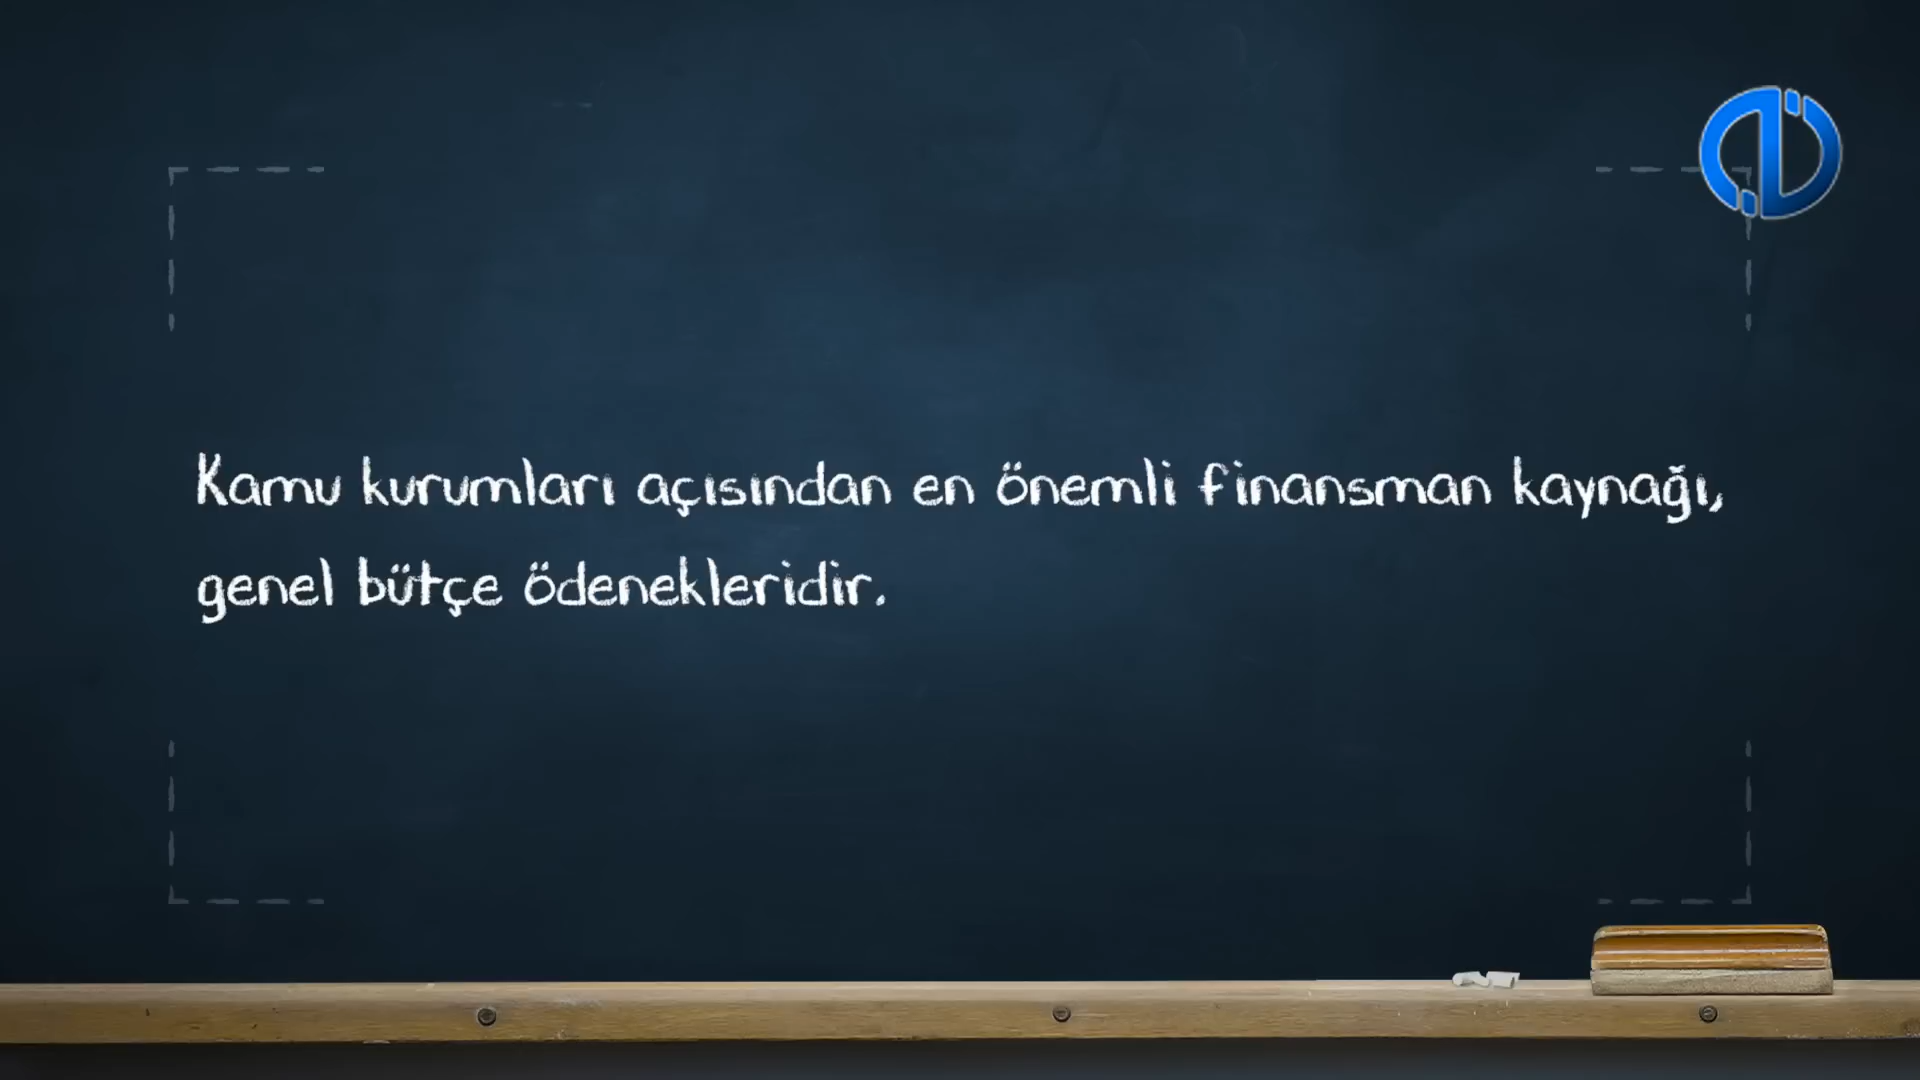 Kamu kurumları açısından en önemli finansman kaynağı,
genel bütçe ödenekleridir.